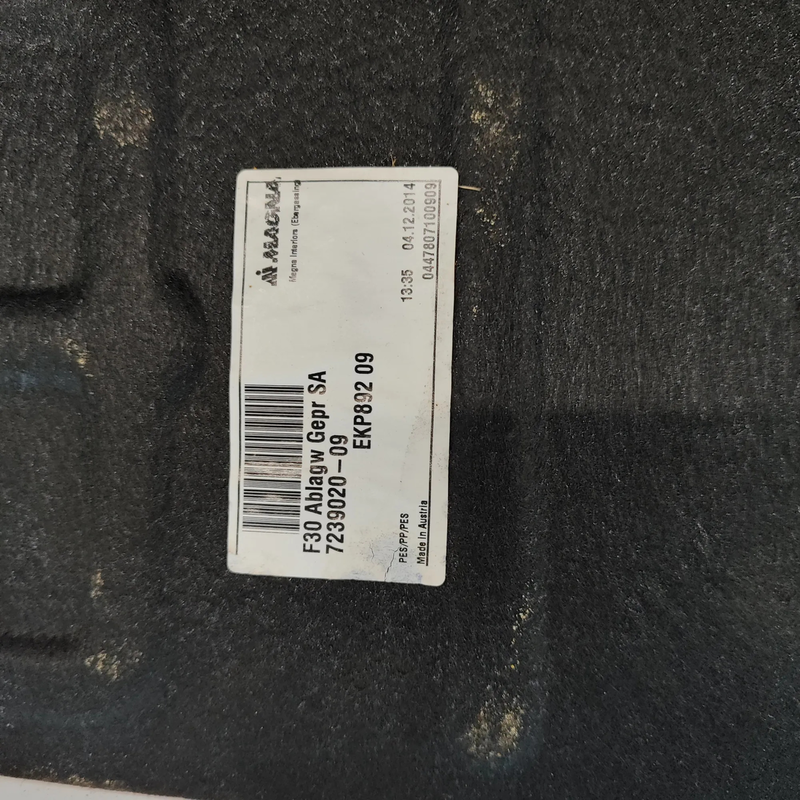 MAGNA
Magna Interiors (Ebergassing)
F30 Ablagw Gepr SA
7239020-09
EKP892 09
13:35 04.12.2014
0447807100909
PES/PP/PES
Made in Austria